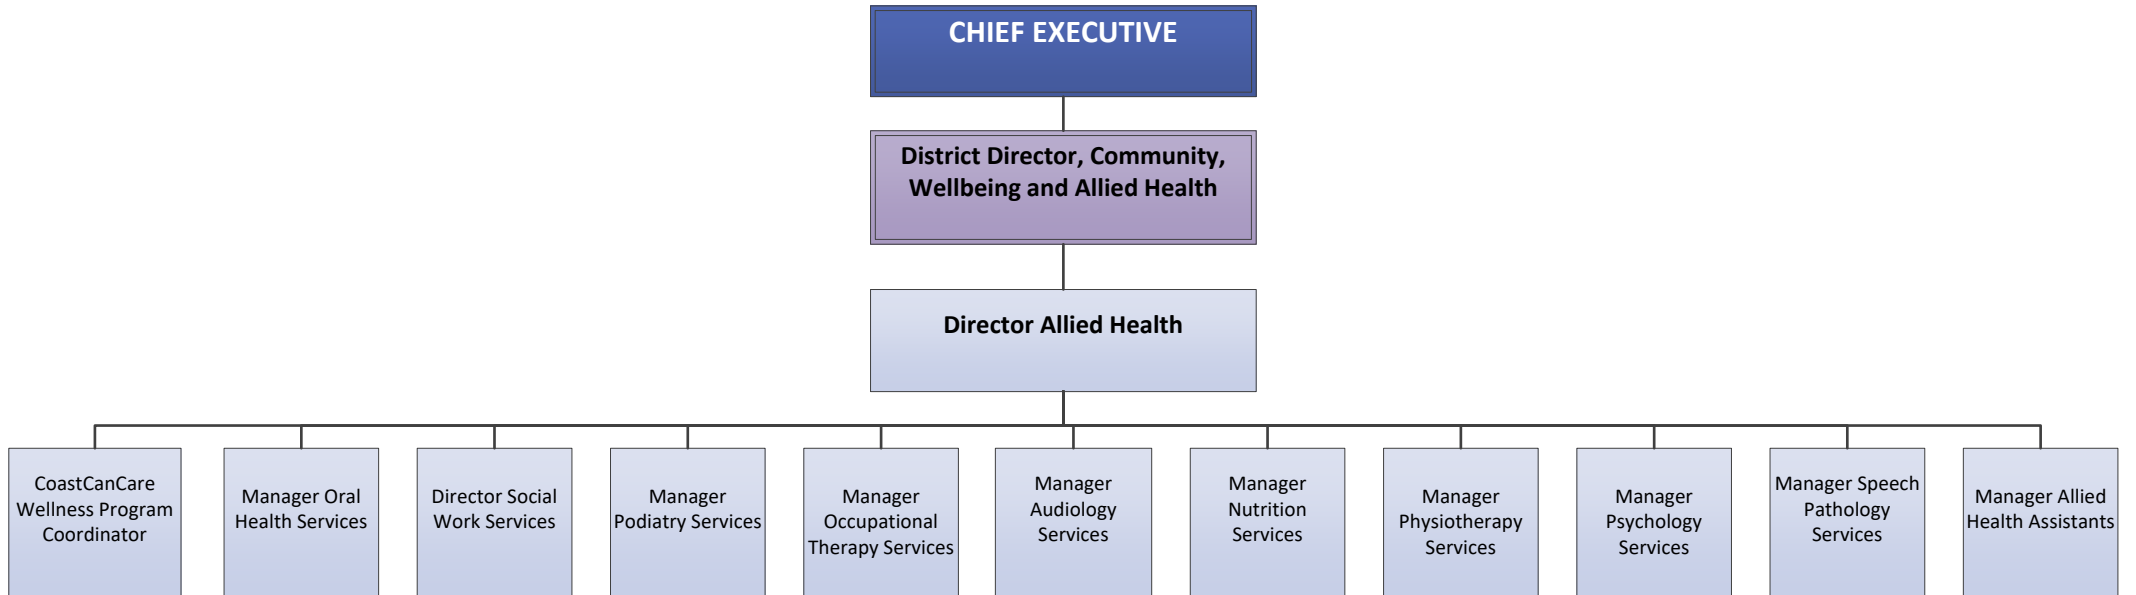 CHIEF EXECUTIVE
District Director, Community,
Wellbeing and Allied Health
Director Allied Health
CoastCanCare
Wellness Program
Coordinator
Manager Oral
Health Services
Director Social
Work Services
Manager
Podiatry Services
Manager
Occupational
Therapy Services
Manager
Audiology
Services
Manager
Nutrition
Services
Manager
Physiotherapy
Services
Manager
Psychology
Services
Manager Speech
Pathology
Services
Manager Allied
Health Assistants